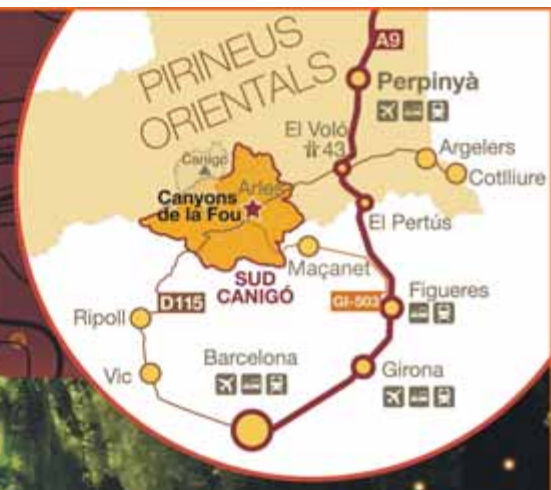 PIRINEUS
ORIENTALS
A9
Perpinyà
El Voló
43
Argelers
Cotlliure
Canigó
Arles
Canyons
de la Fou
El Pertús
Maçanet
SUD
CANIGÓ
D115
GI-503
Figueres
Ripoll
Barcelona
Girona
Vic